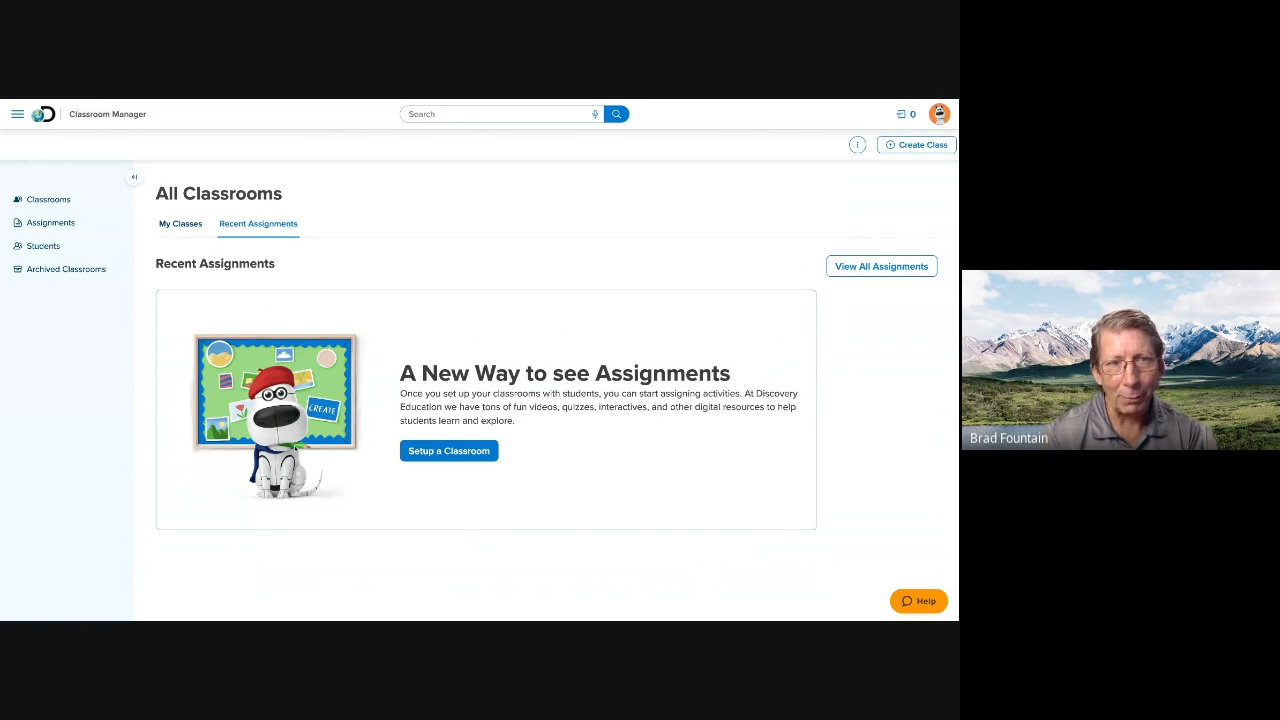 Classroom Manager
Search
0
Create Class
Classrooms
Assignments
Students
Archived Classrooms
All Classrooms
My Classes
Recent Assignments
Recent Assignments
View All Assignments
CREATE
A New Way to see Assignments
Once you set up your classrooms with students, you can start assigning activities. At Discovery
Education we have tons of fun videos, quizzes, interactives, and other digital resources to help
students learn and explore.
Setup a Classroom
Help
Brad Fountain